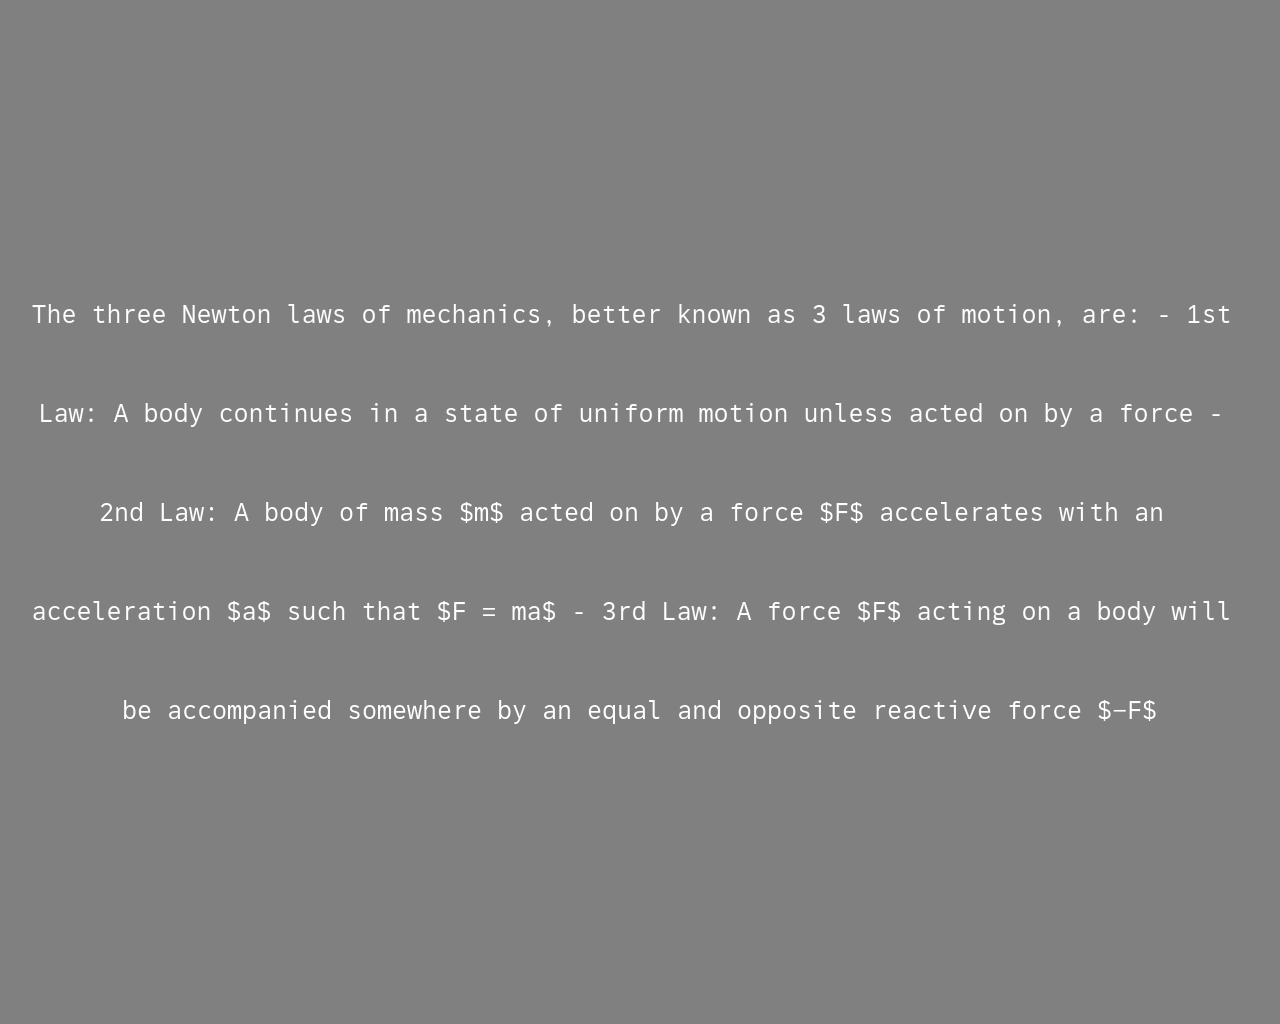 The three Newton laws of mechanics, better known as 3 laws of motion, are: - 1st
Law: A body continues in a state of uniform motion unless acted on by a force -
2nd Law: A body of mass $m$ acted on by a force $F$ accelerates with an
acceleration $a$ such that $F = ma$ - 3rd Law: A force $F$ acting on a body will
be accompanied somewhere by an equal and opposite reactive force $−F$